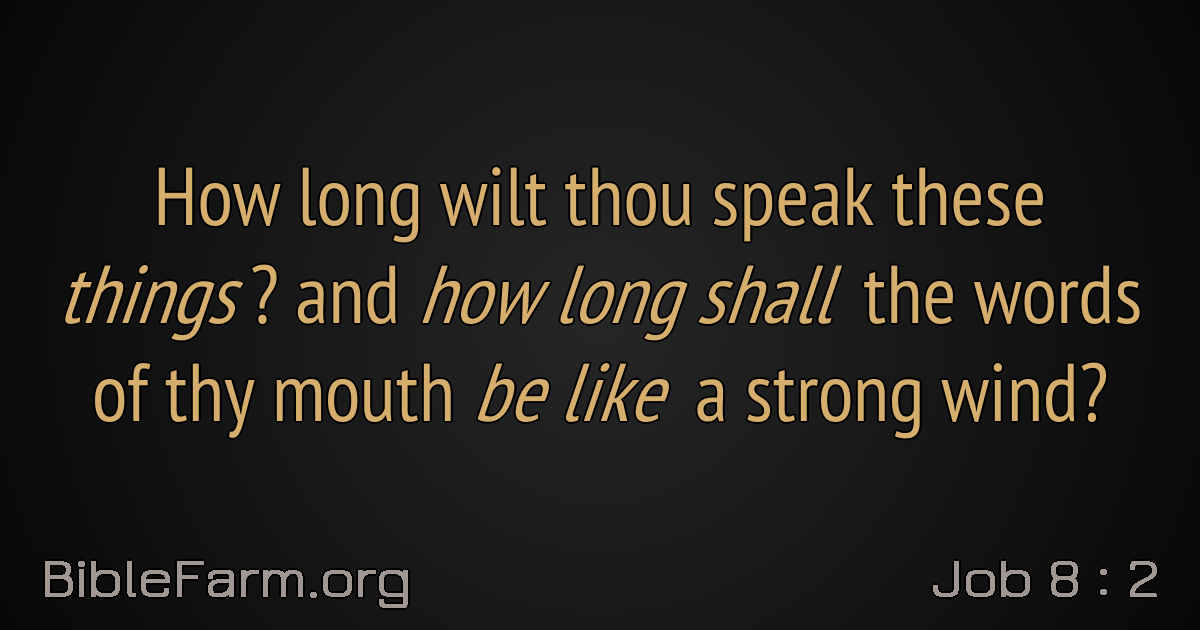 How long wilt thou speak these
things? and how long shall the words
of thy mouth be like a strong wind?
BibleFarm.org
Job 8 : 2